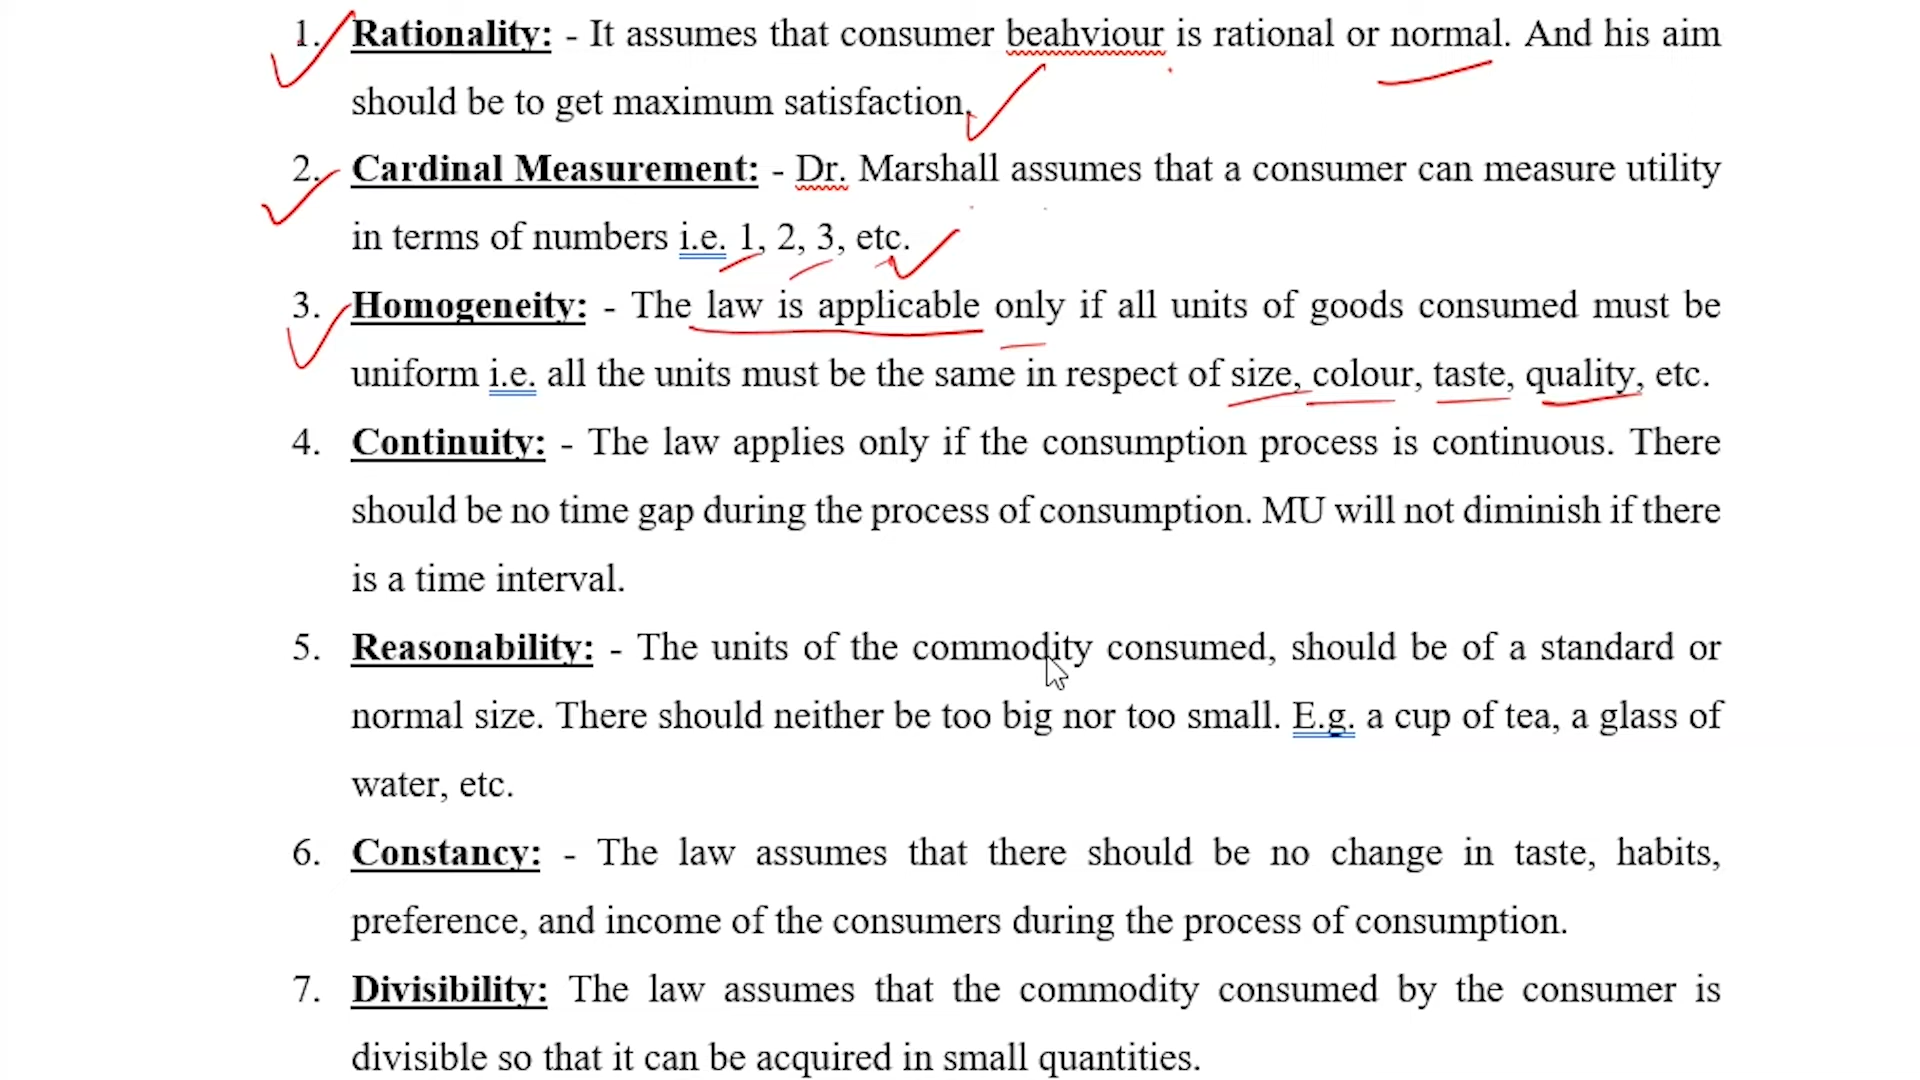 1. Rationality: - It assumes that consumer beahviour is rational or normal. And his aim
should be to get maximum satisfaction.
2. Cardinal Measurement: - Dr. Marshall assumes that a consumer can measure utility
in terms of numbers i.e. 1, 2, 3, etc.
3. Homogeneity: - The law is applicable only if all units of goods consumed must be
uniform i.e. all the units must be the same in respect of size, colour, taste, quality, etc.
4. Continuity: - The law applies only if the consumption process is continuous. There
should be no time gap during the process of consumption. MU will not diminish if there
is a time interval.
5. Reasonability: - The units of the commodity consumed, should be of a standard or
normal size. There should neither be too big nor too small. E.g. a cup of tea, a glass of
water, etc.
6. Constancy: - The law assumes that there should be no change in taste, habits,
preference, and income of the consumers during the process of consumption.
7. Divisibility: The law assumes that the commodity consumed by the consumer is
divisible so that it can be acquired in small quantities.